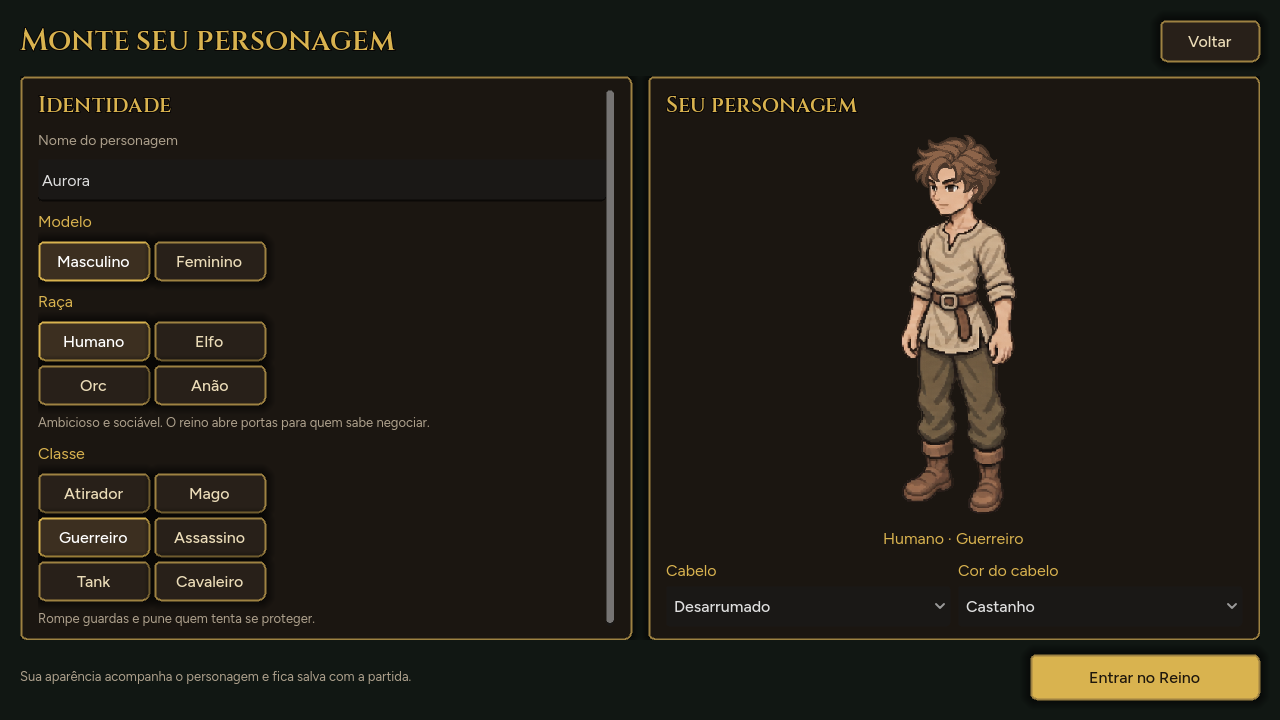 Monte seu personagem
Voltar
Identidade
Nome do personagem
Aurora
Modelo
Masculino Feminino
Raça
Humano Elfo
Orc Anão
Ambicioso e sociável. O reino abre portas para quem sabe negociar.
Classe
Atirador Mago
Guerreiro Assassino
Tank Cavaleiro
Rompe guardas e pune quem tenta se proteger.
Seu personagem
Humano · Guerreiro
Cabelo Cor do cabelo
Desarrumado Castanho
Sua aparência acompanha o personagem e fica salva com a partida.
Entrar no Reino